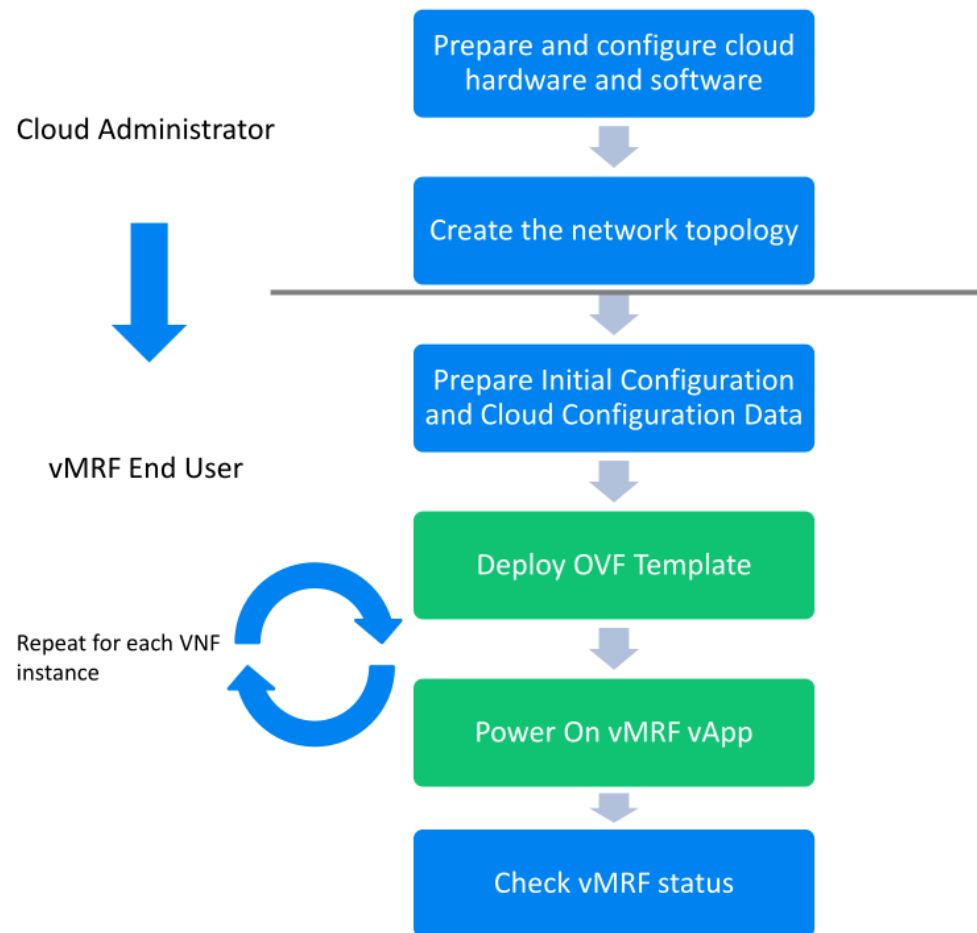 Prepare and configure cloud
hardware and software
Cloud Administrator
Create the network topology
Prepare Initial Configuration
and Cloud Configuration Data
vMRF End User
Deploy OVF Template
Repeat for each VNF
instance
Power On vMRF vApp
Check vMRF status